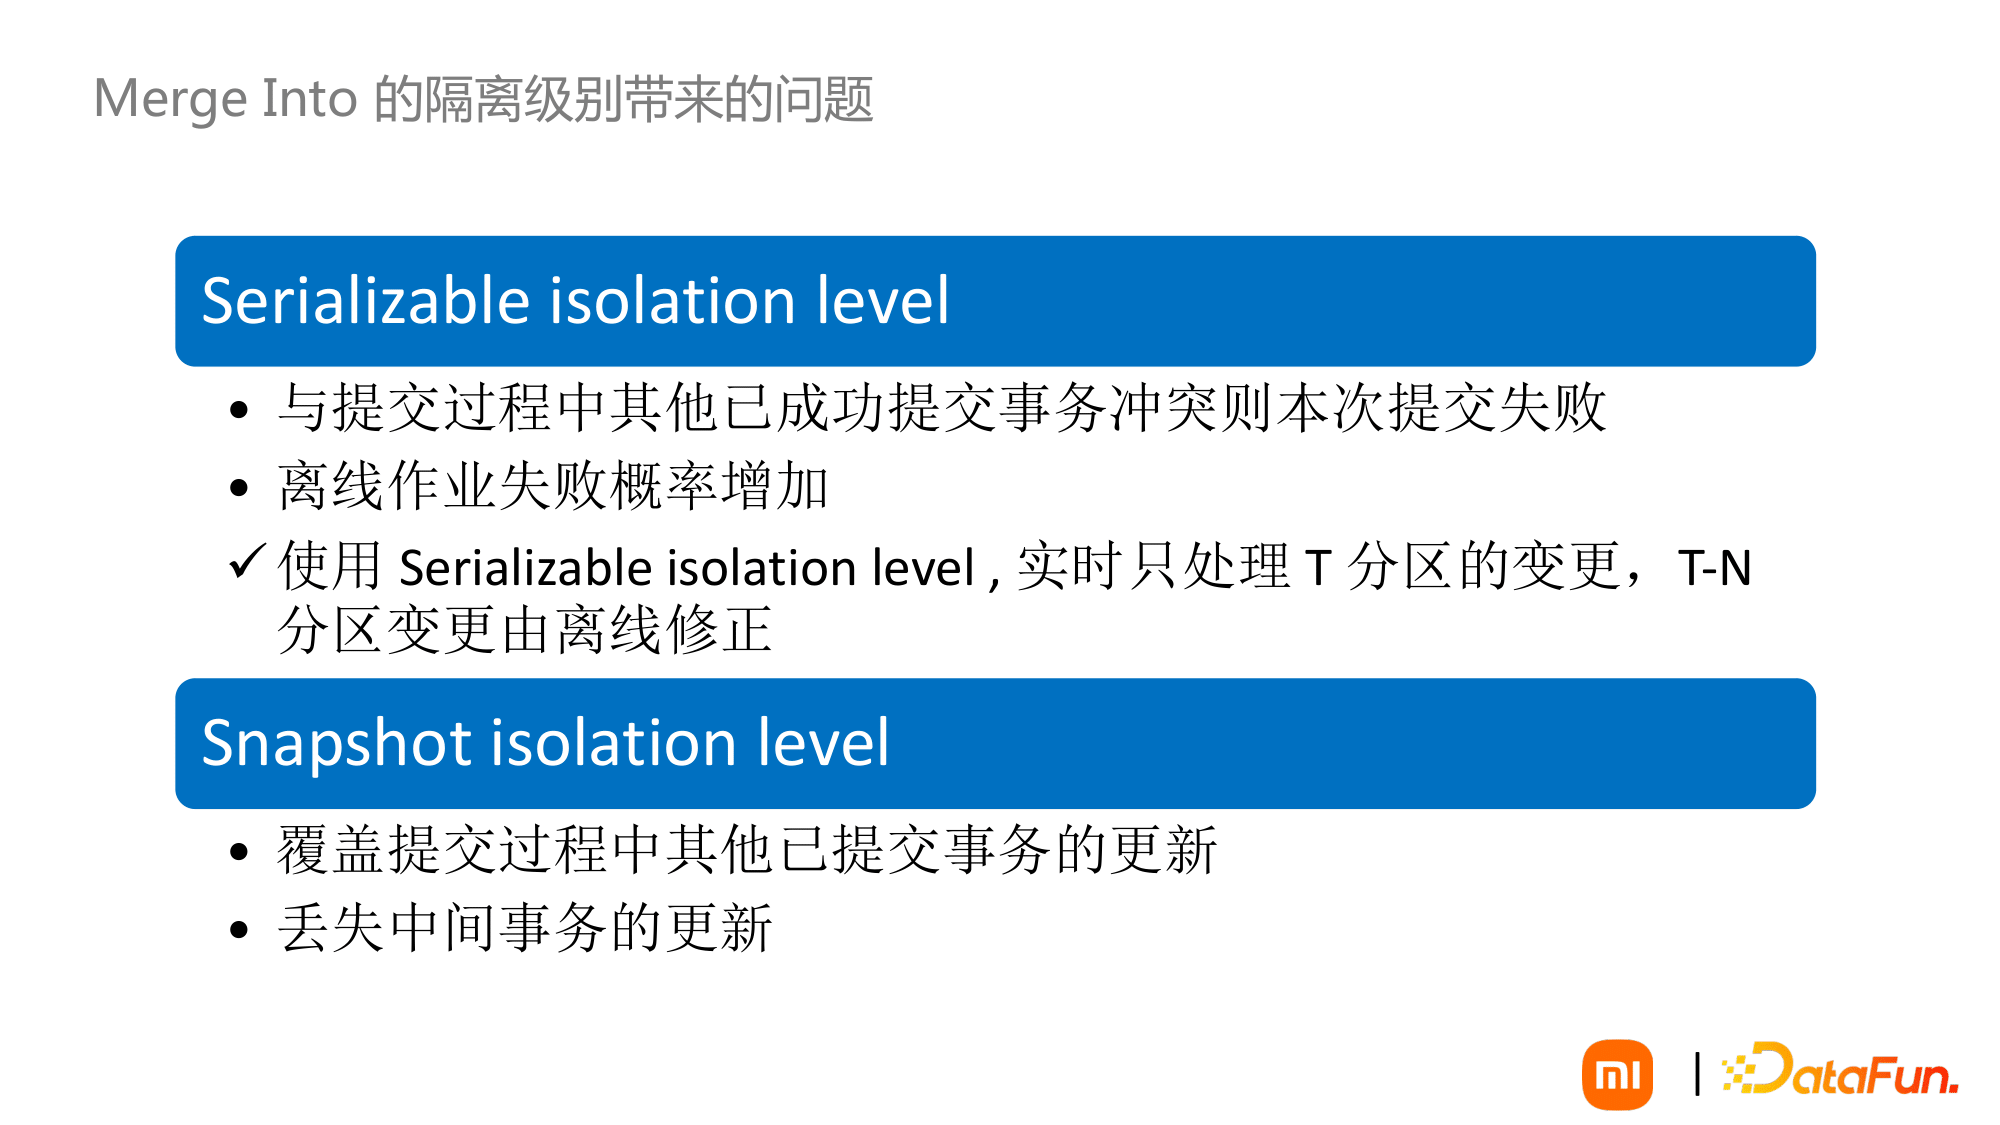 Merge Into 的隔离级别带来的问题
Serializable isolation level
• 与提交过程中其他已成功提交事务冲突则本次提交失败
• 离线作业失败概率增加
✓ 使用 Serializable isolation level , 实时只处理 T 分区的变更，T-N
分区变更由离线修正
Snapshot isolation level
• 覆盖提交过程中其他已提交事务的更新
• 丢失中间事务的更新
mi | DataFun.